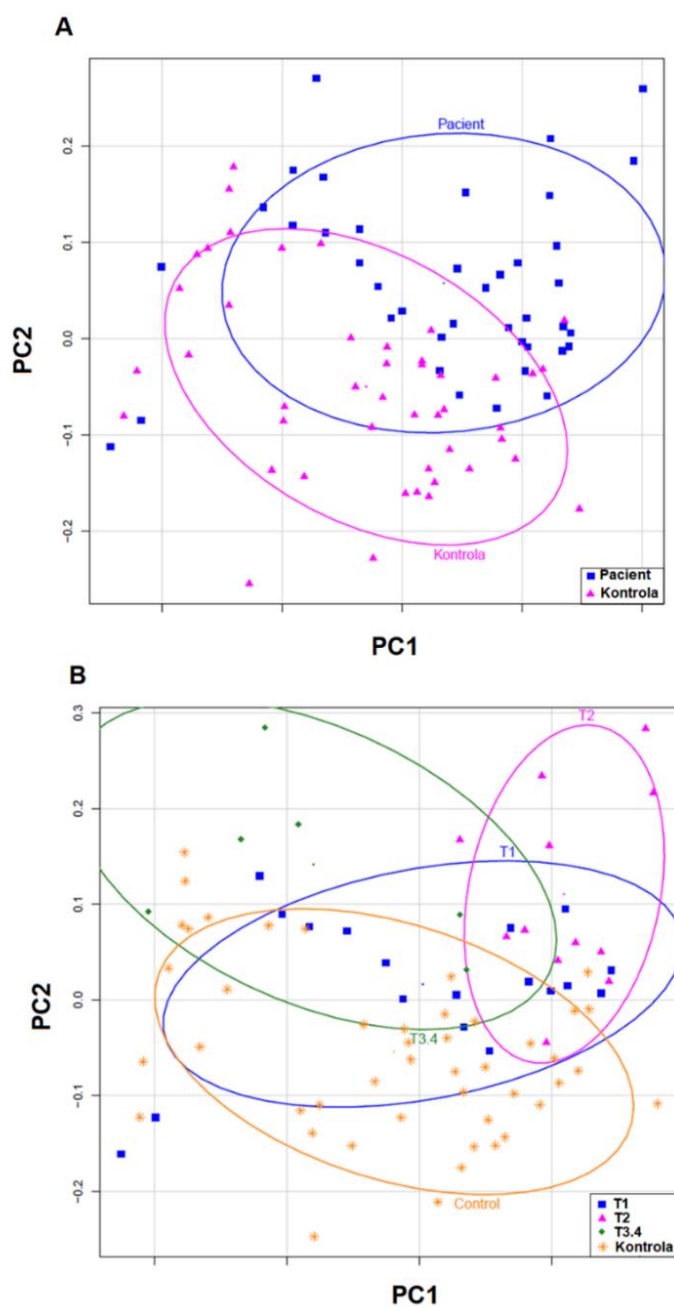 A
PC2
0.2
0.1
0.0
−0.1
−0.2
Pacient
Kontrola
Pacient
Kontrola
PC1
B
PC2
0.3
0.2
0.1
0.0
−0.1
−0.2
T2
T1
T3.4
Control
T1
T2
T3.4
Kontrola
PC1